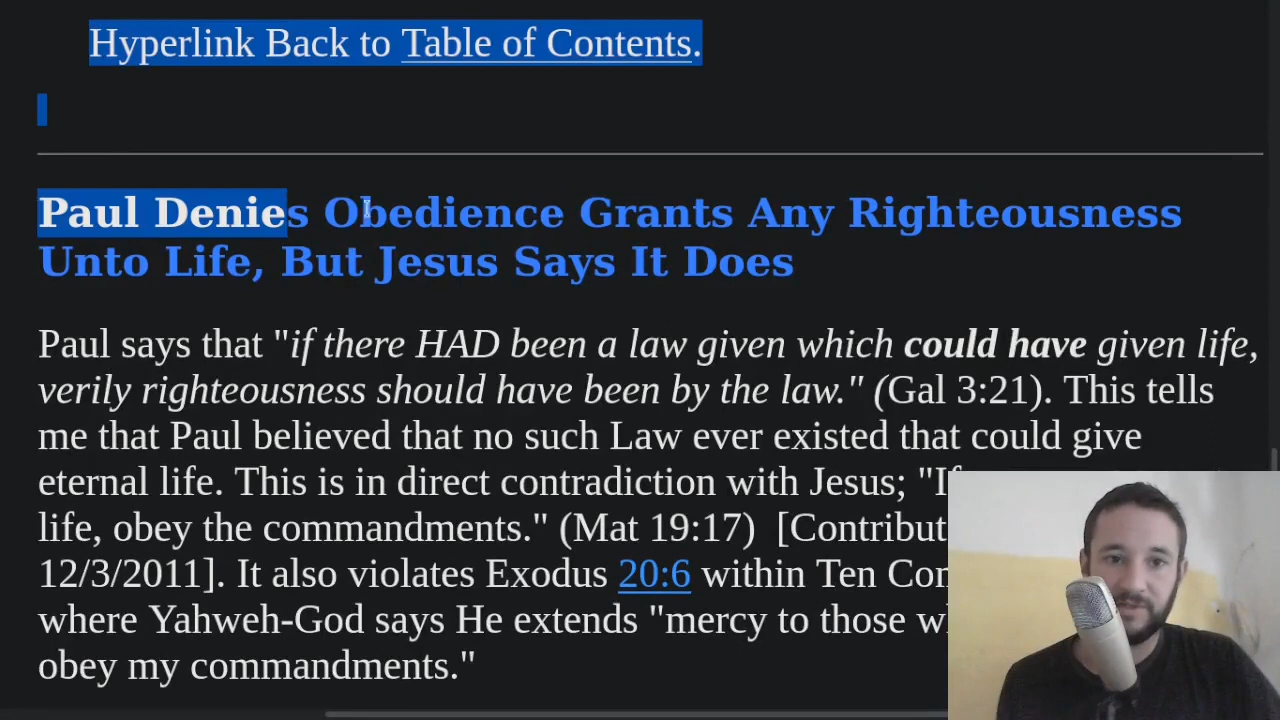 Hyperlink Back to Table of Contents.
Paul Denies Obedience Grants Any Righteousness
Unto Life, But Jesus Says It Does
Paul says that "if there HAD been a law given which could have given life,
verily righteousness should have been by the law." (Gal 3:21). This tells
me that Paul believed that no such Law ever existed that could give
eternal life. This is in direct contradiction with Jesus; "If
life, obey the commandments." (Mat 19:17) [Contribut
12/3/2011]. It also violates Exodus 20:6 within Ten Con
where Yahweh-God says He extends "mercy to those
obey my commandments."